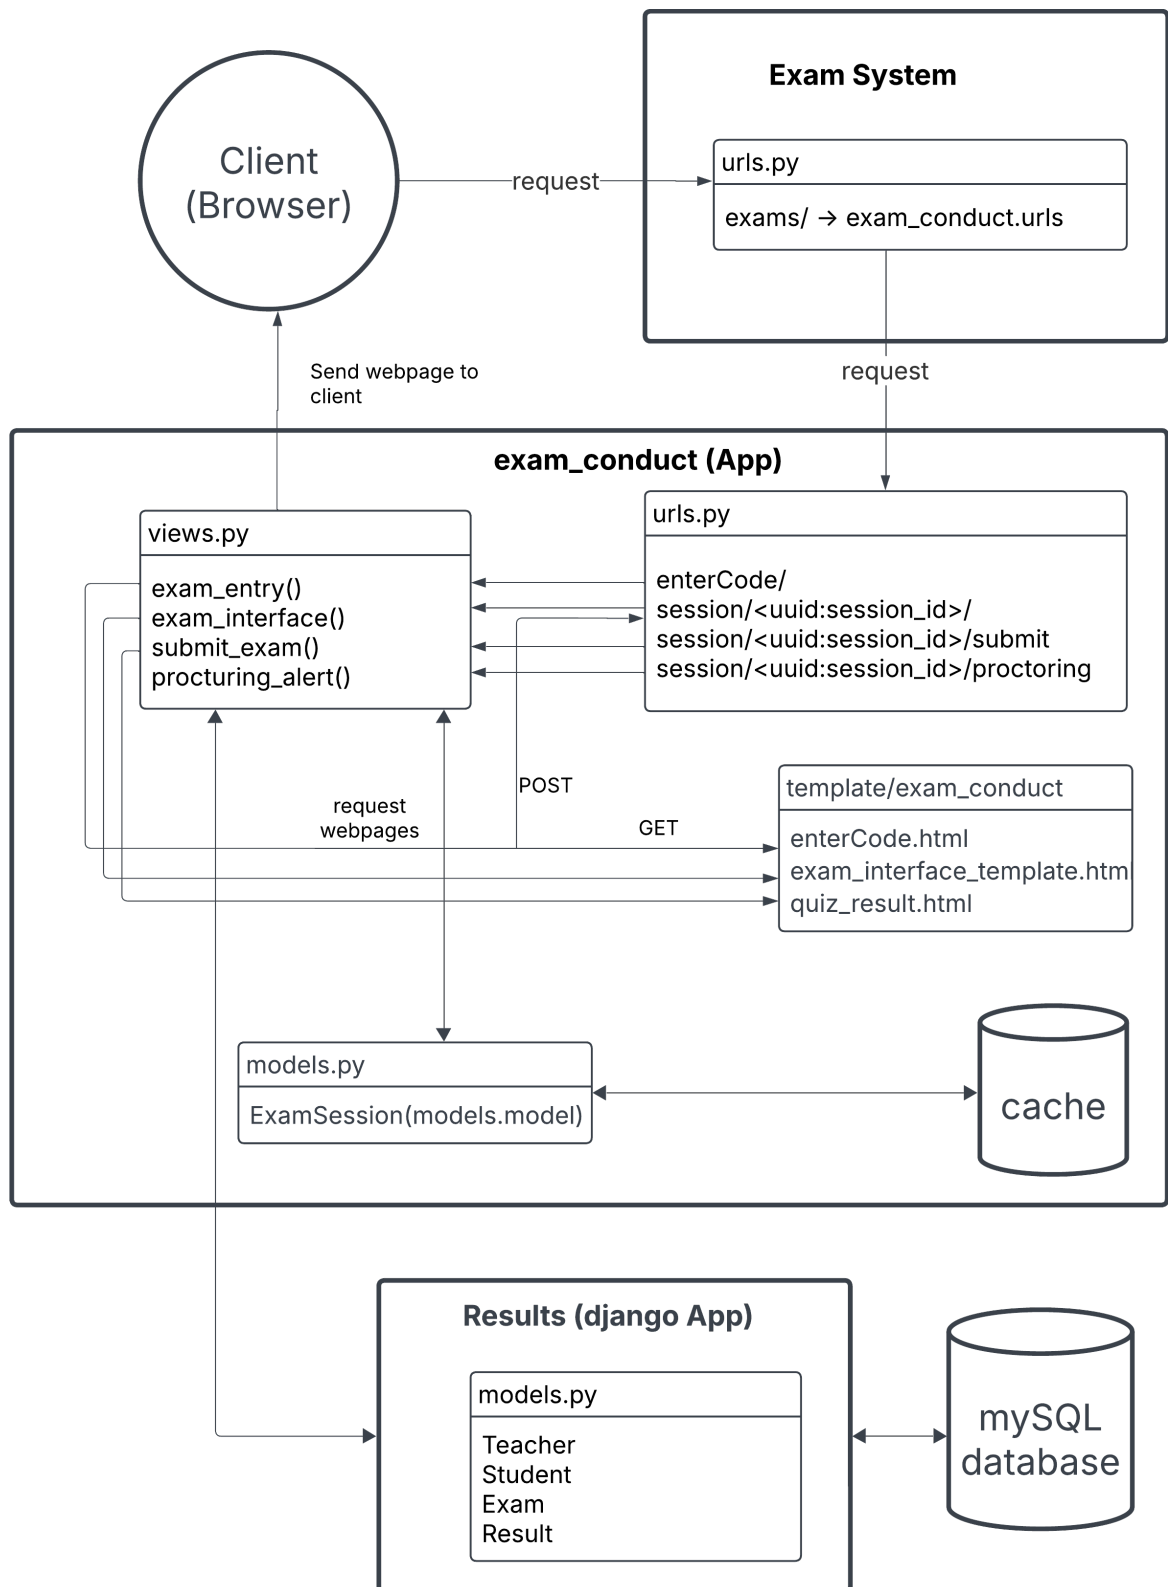 Exam System
Client
(Browser)
request
urls.py
exams/ → exam_conduct.urls
request
Send webpage to
client
exam_conduct (App)
views.py
exam_entry()
exam_interface()
submit_exam()
procturing_alert()
urls.py
enterCode/
session/<uuid:session_id>/
session/<uuid:session_id>/submit
session/<uuid:session_id>/proctoring
POST
request
webpages
GET
template/exam_conduct
enterCode.html
exam_interface_template.html
quiz_result.html
models.py
ExamSession(models.model)
cache
Results (django App)
models.py
Teacher
Student
Exam
Result
mySQL
database